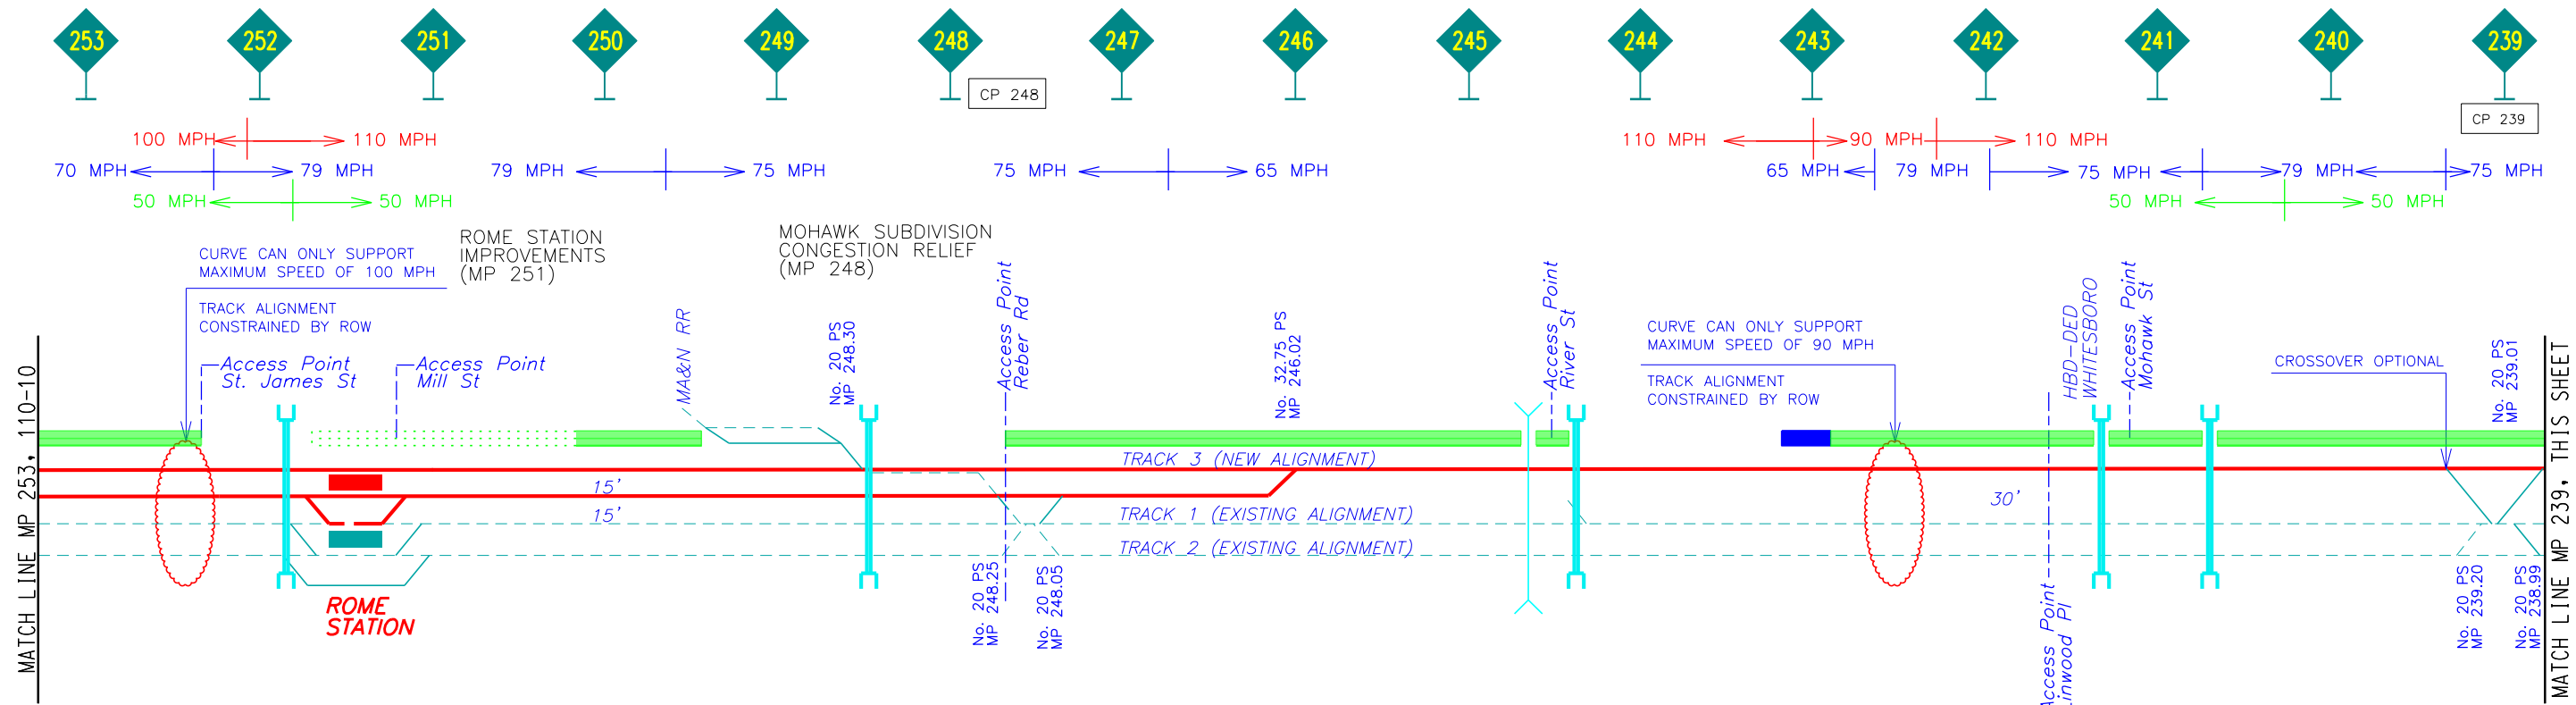 253
252
251
250
249
248
247
246
245
244
243
242
241
240
239
CP 248
CP 239
100 MPH
110 MPH
110 MPH
90 MPH
110 MPH
70 MPH
79 MPH
79 MPH
75 MPH
75 MPH
65 MPH
65 MPH
79 MPH
75 MPH
79 MPH
75 MPH
50 MPH
50 MPH
50 MPH
50 MPH
CURVE CAN ONLY SUPPORT
MAXIMUM SPEED OF 100 MPH
TRACK ALIGNMENT
CONSTRAINED BY ROW
ROME STATION
IMPROVEMENTS
(MP 251)
MOHAWK SUBDIVISION
CONGESTION RELIEF
(MP 248)
Access Point
St. James St
Access Point
Mill St
MA&N RR
No. 20 PS
MP 248.30
Access Point
Reber Rd
No. 32.75 PS
MP 246.02
Access Point
River St
CURVE CAN ONLY SUPPORT
MAXIMUM SPEED OF 90 MPH
TRACK ALIGNMENT
CONSTRAINED BY ROW
HBD-DED
WHITESBORO
Access Point
Mohawk St
CROSSOVER OPTIONAL
No. 20 PS
MP 239.01
MATCH LINE MP 253, 110-10
MATCH LINE MP 239, THIS SHEET
TRACK 3 (NEW ALIGNMENT)
15'
15'
TRACK 1 (EXISTING ALIGNMENT)
30'
TRACK 2 (EXISTING ALIGNMENT)
ROME
STATION
No. 20 PS
MP 248.25
No. 20 PS
MP 248.05
Access Point
inwood Pl
No. 20 PS
MP 239.20
No. 20 PS
MP 238.99